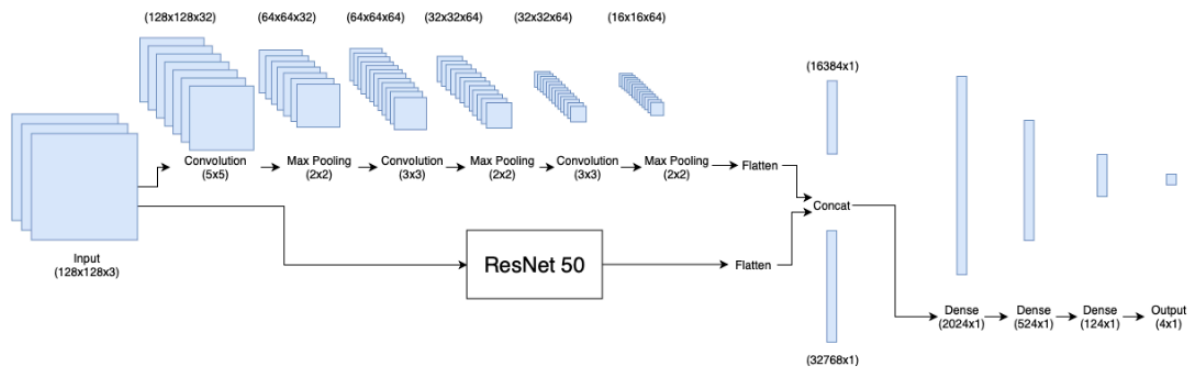 (128x128x32)
(64x64x32)
(64x64x64)
(32x32x64)
(32x32x64)
(16x16x64)
(16384x1)
Convolution
(5x5)
Max Pooling
(2x2)
Convolution
(3x3)
Max Pooling
(2x2)
Convolution
(3x3)
Max Pooling
(2x2)
Flatten
Concat
Input
(128x128x3)
ResNet 50
Flatten
(32768x1)
Dense
(2024x1)
Dense
(524x1)
Dense
(124x1)
Output
(4x1)